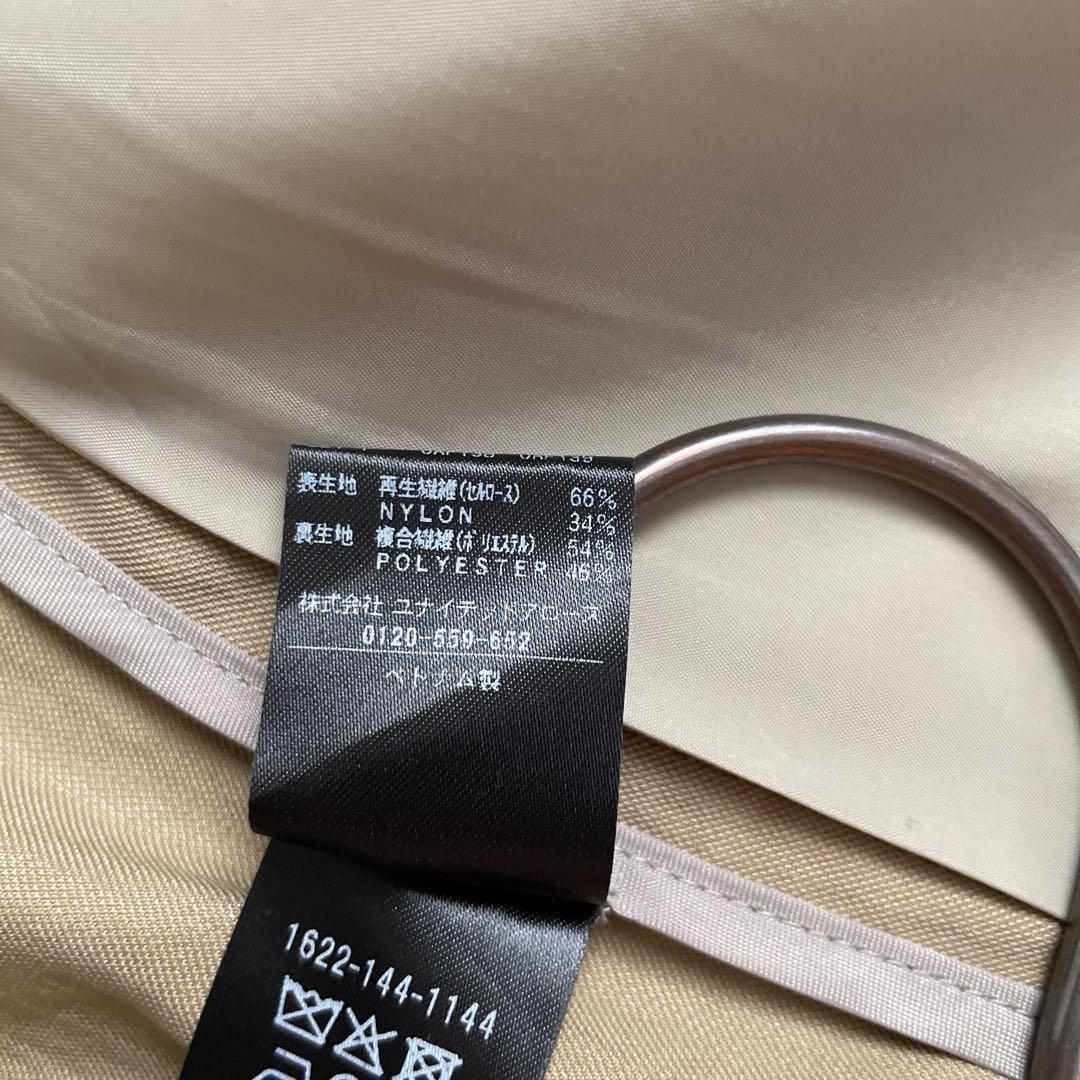 表生地 再生繊維(セルロース) 66%
NYLON 34%
裏生地 複合繊維(ポリエステル) 54%
POLYESTER 46%
株式会社 ユナイテッドアローズ
0120-559-652
ベトナム製
1622-144-1144